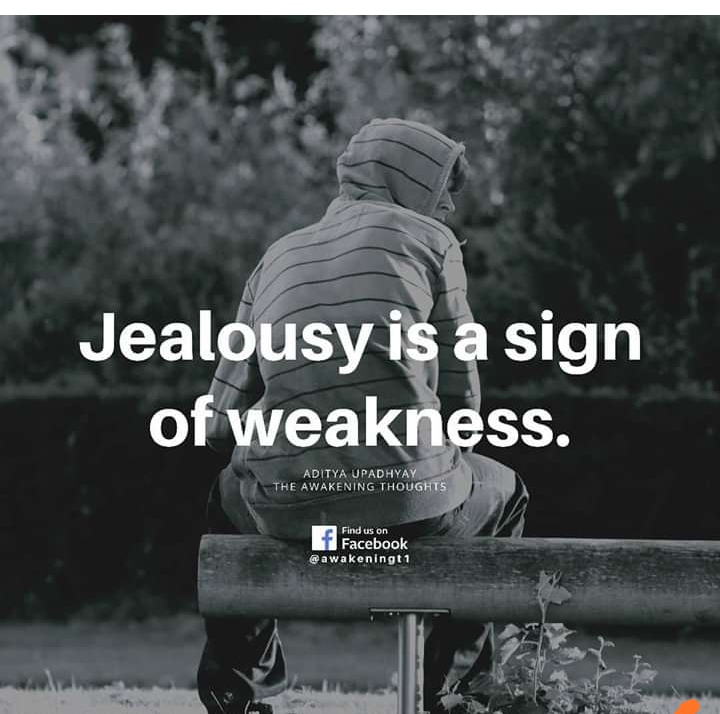 Jealousy is a sign
of weakness.
ADITYA UPADHYAY
THE AWAKENING THOUGHTS
f Find us on
Facebook
@awakeningt1